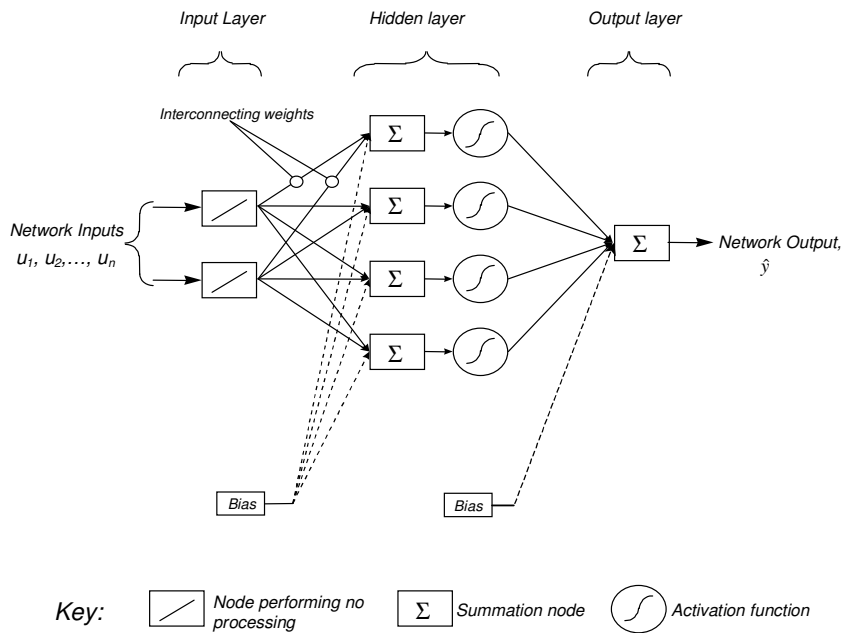 Input Layer
Hidden layer
Output layer
Interconnecting weights
Σ
Σ
Network Inputs
u1, u2,…, un
Σ
Network Output,
ŷ
Σ
Σ
Bias
Bias
Key:
Node performing no
processing
Σ
Summation node
Activation function